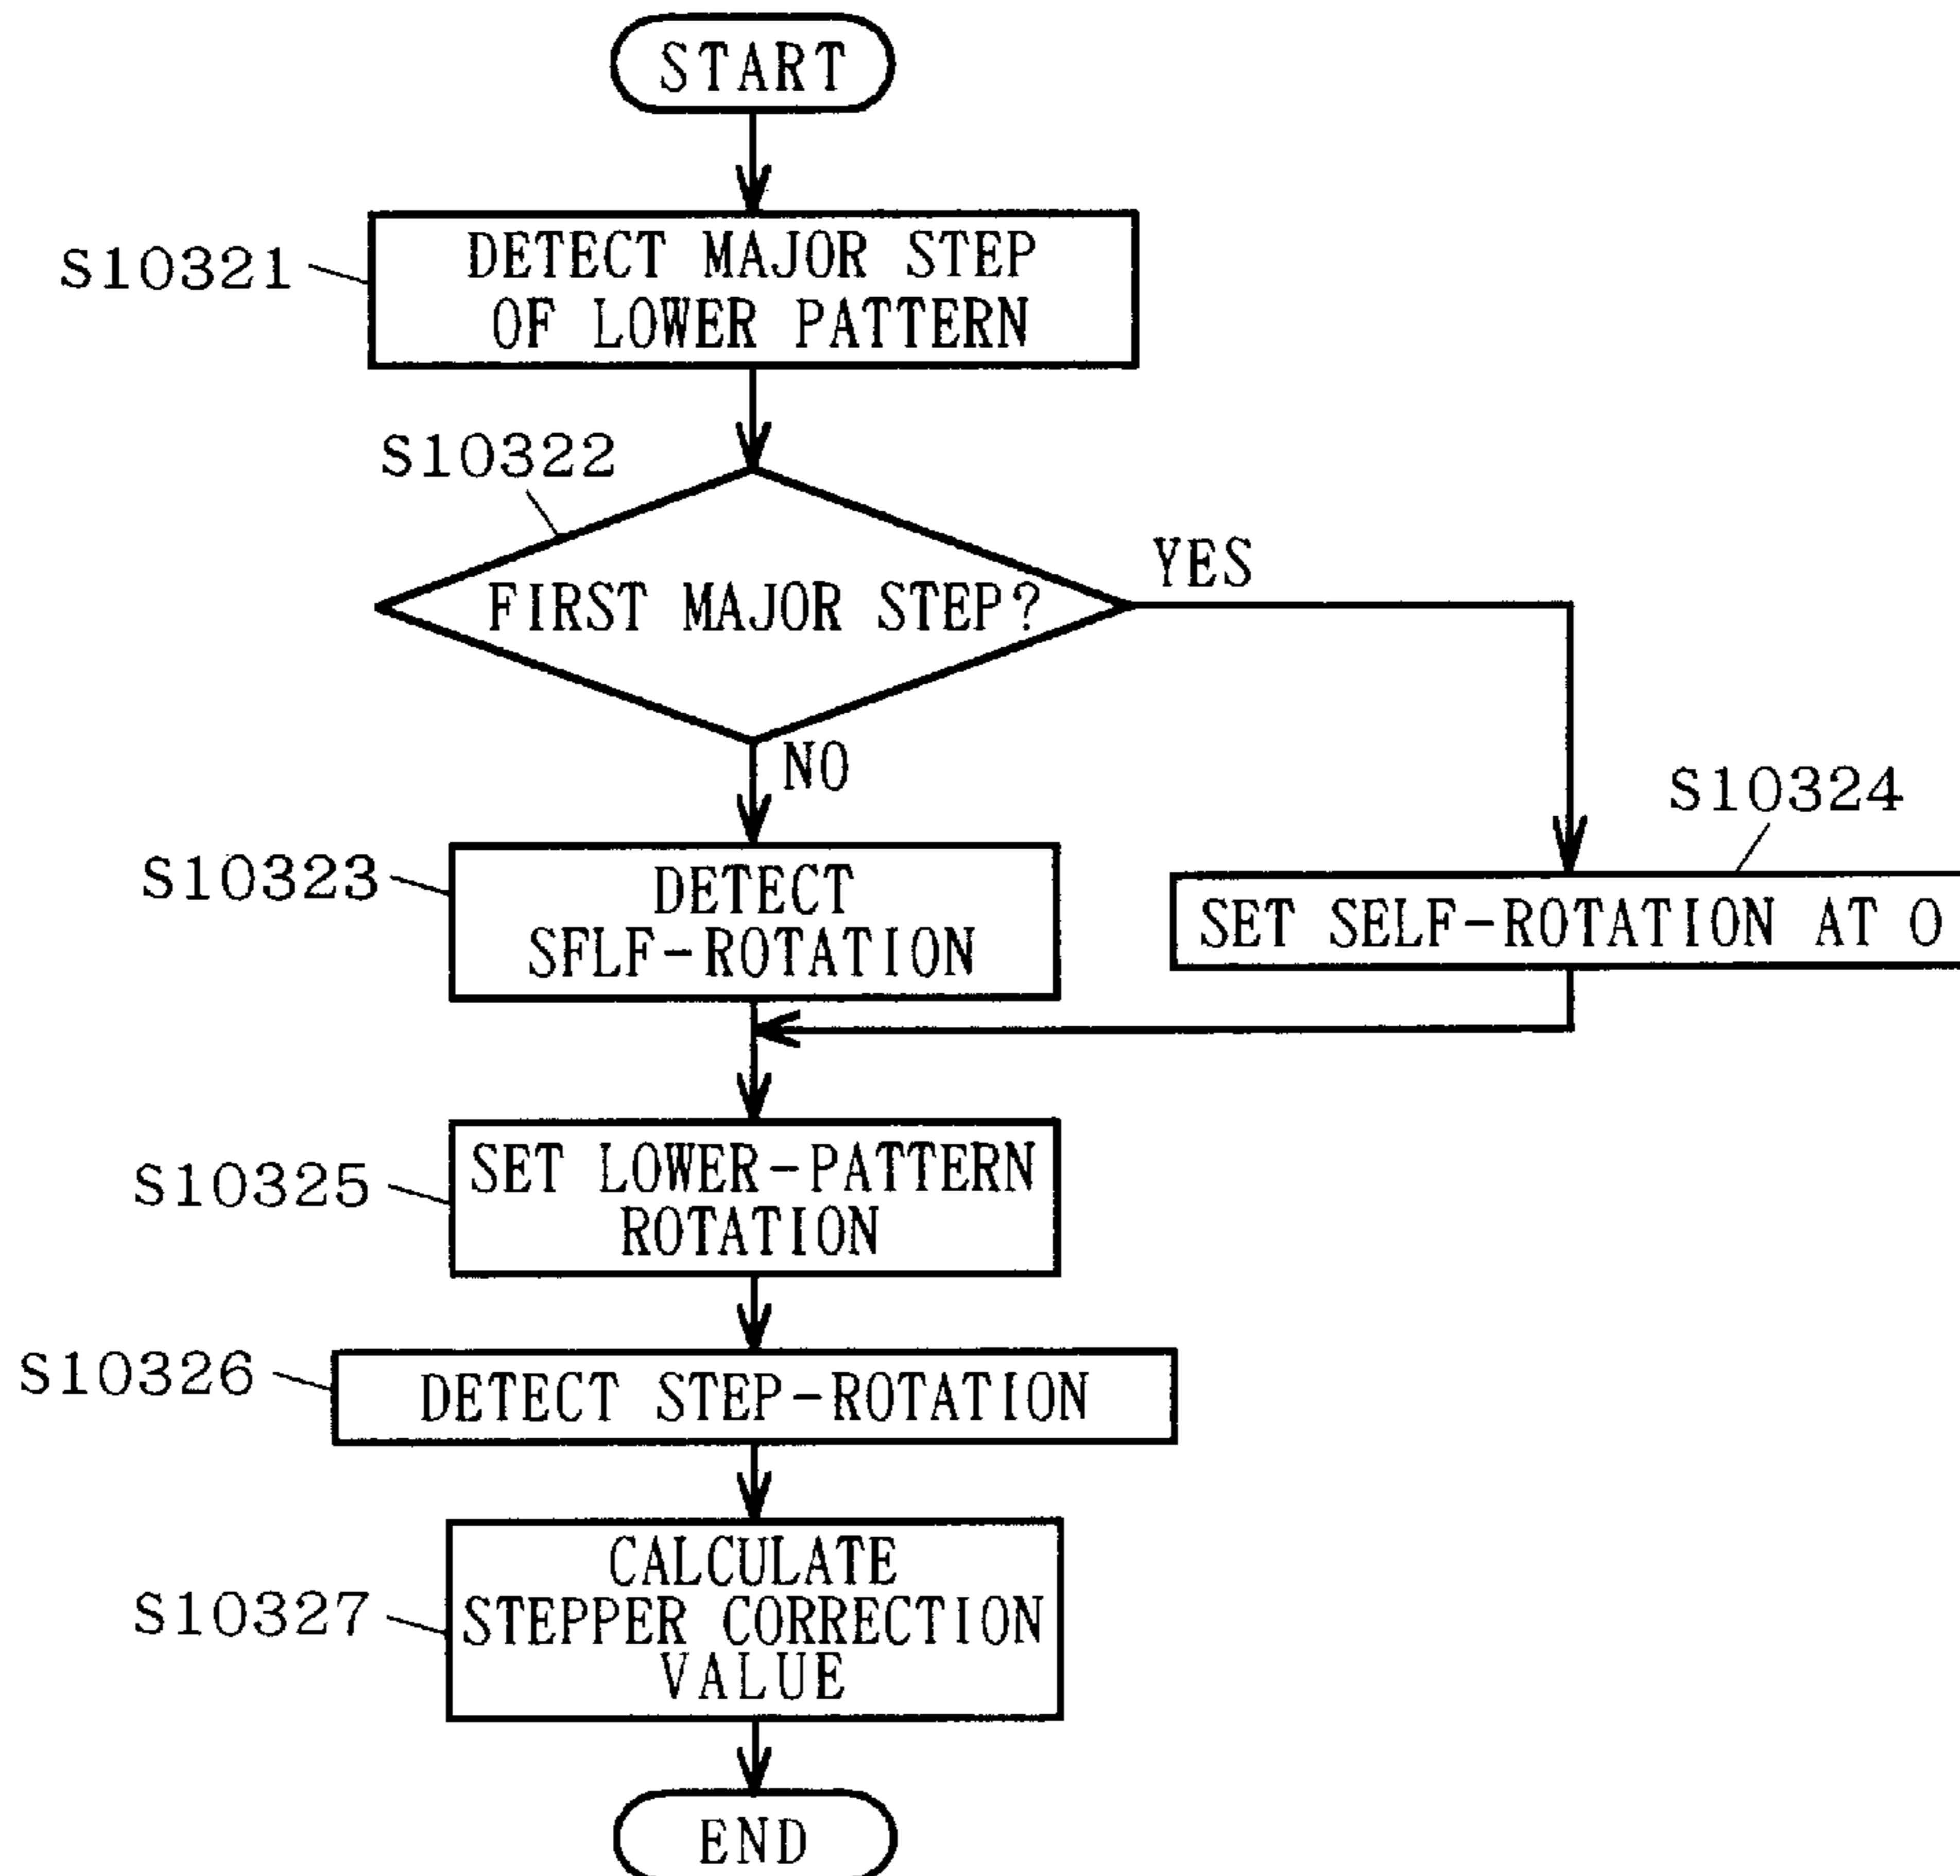 START
S10321
DETECT MAJOR STEP
OF LOWER PATTERN
S10322
FIRST MAJOR STEP?
YES
NO
S10323
DETECT
SFLF-ROTATION
S10324
SET SELF-ROTATION AT 0
S10325
SET LOWER-PATTERN
ROTATION
S10326
DETECT STEP-ROTATION
S10327
CALCULATE
STEPPER CORRECTION
VALUE
END